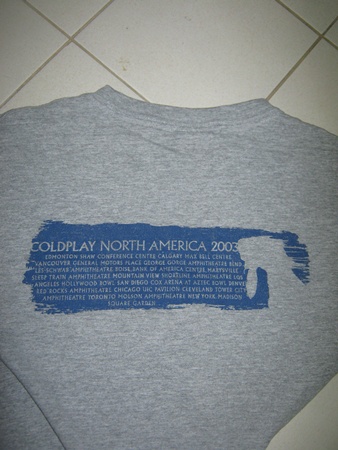 COLDPLAY NORTH AMERICA 2003
EDMONTON SHAW CONFERENCE CENTRE CALGARY MAX BELL CENTRE
VANCOUVER GENERAL MOTORS PLACE GEORGE GORGE AMPHITHEATRE BEND
LES SCHWAB AMPHITHEATRE BOISE BANK OF AMERICA CENTRE MARYSVILLE
SLEEP TRAIN AMPHITHEATRE MOUNTAIN VIEW SHORELINE AMPHITHEATRE LOS
ANGELES HOLLYWOOD BOWL SAN DIEGO COX ARENA AT AZTEC BOWL DENVER
RED ROCKS AMPHITHEATRE CHICAGO UIC PAVILION CLEVELAND TOWER CITY
AMPHITHEATRE TORONTO MOLSON AMPHITHEATRE NEW YORK MADISON
SQUARE GARDEN